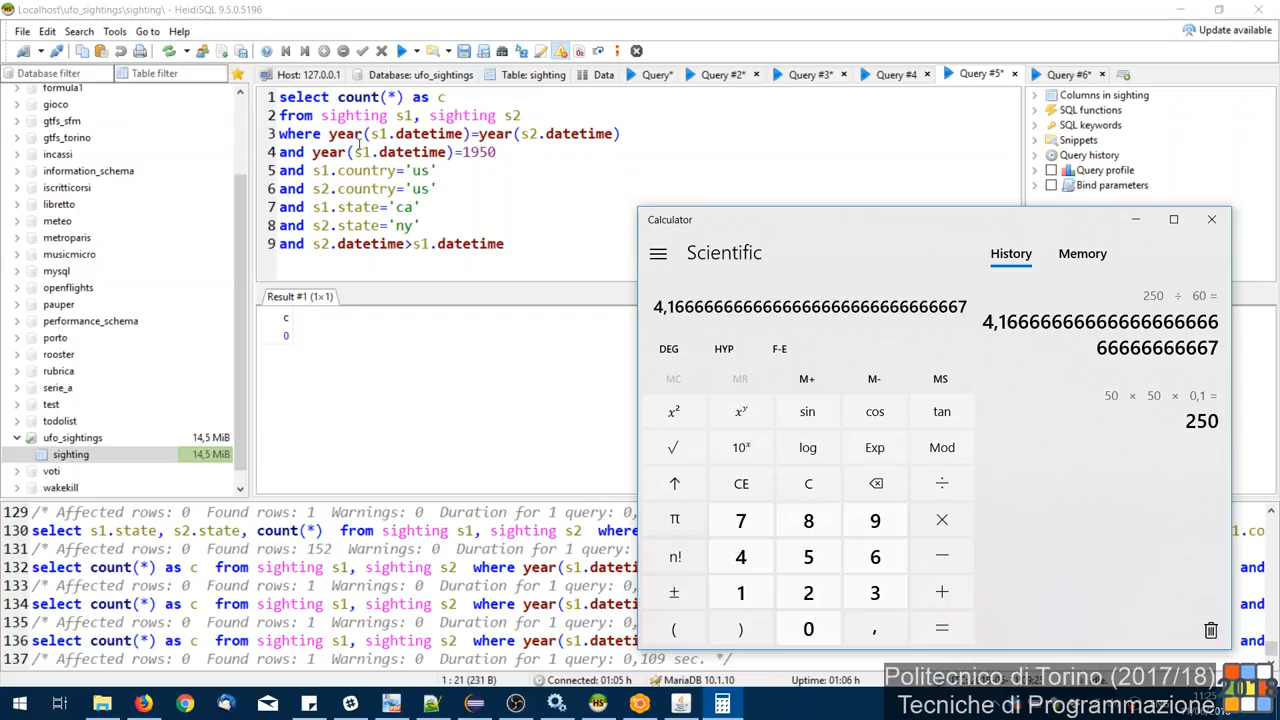 Localhost\ufo_sightings\sighting\ - HeidiSQL 9.5.0.5196
File Edit Search Tools Go to Help
Update available
Database filter
Table filter
Host: 127.0.0.1
Database: ufo_sightings
Table: sighting
Data
Query*
Query #2*
Query #3*
Query #4
Query #5*
Query #6*
formula1
gioco
gtfs_sfm
gtfs_torino
incassi
information_schema
iscritticorsi
libretto
meteo
metroparis
musicmicro
mysql
openflights
pauper
performance_schema
porto
rooster
rubrica
serie_a
test
todolist
ufo_sightings 14,5 MiB
sighting 14,5 MiB
voti
wakekill
1 select count(*) as c
2 from sighting s1, sighting s2
3 where year(s1.datetime)=year(s2.datetime)
4 and year(s1.datetime)=1950
5 and s1.country='us'
6 and s2.country='us'
7 and s1.state='ca'
8 and s2.state='ny'
9 and s2.datetime>s1.datetime
Columns in sighting
SQL functions
SQL keywords
Snippets
Query history
Query profile
Bind parameters
Result #1 (1×1)
c
0
Calculator
Scientific
History Memory
4,1666666666666666666666666666667
250 ÷ 60 =
4,16666666666666666666
66666666667
50 × 50 × 0,1 =
250
DEG HYP F-E
MC MR M+ M- MS
x² xʸ sin cos tan
√ 10ˣ log Exp Mod
↑ CE C ⌫ ÷
π 7 8 9 ×
n! 4 5 6 −
± 1 2 3 +
( ) 0 , =
129 /* Affected rows: 0 Found rows: 1 Warnings: 0 Duration for 1 query: 0,
130 select s1.state, s2.state, count(*) from sighting s1, sighting s2 where
1.co
131 /* Affected rows: 0 Found rows: 152 Warnings: 0 Duration for 1 query:
132 select count(*) as c from sighting s1, sighting s2 where year(s1.dateti
and
133 /* Affected rows: 0 Found rows: 1 Warnings: 0 Duration for 1 query: 0,
134 select count(*) as c from sighting s1, sighting s2 where year(s1.dateti
and
135 /* Affected rows: 0 Found rows: 1 Warnings: 0 Duration for 1 query: 0,
136 select count(*) as c from sighting s1, sighting s2 where year(s1.dateti
and
137 /* Affected rows: 0 Found rows: 1 Warnings: 0 Duration for 1 query: 0,109 sec. */
1 : 21 (231 B)
Connected: 01:05 h
MariaDB 10.1.10
Uptime: 01:06 h
Politecnico di Torino (2017/18)
Tecniche di Programmazione
11:25
2018